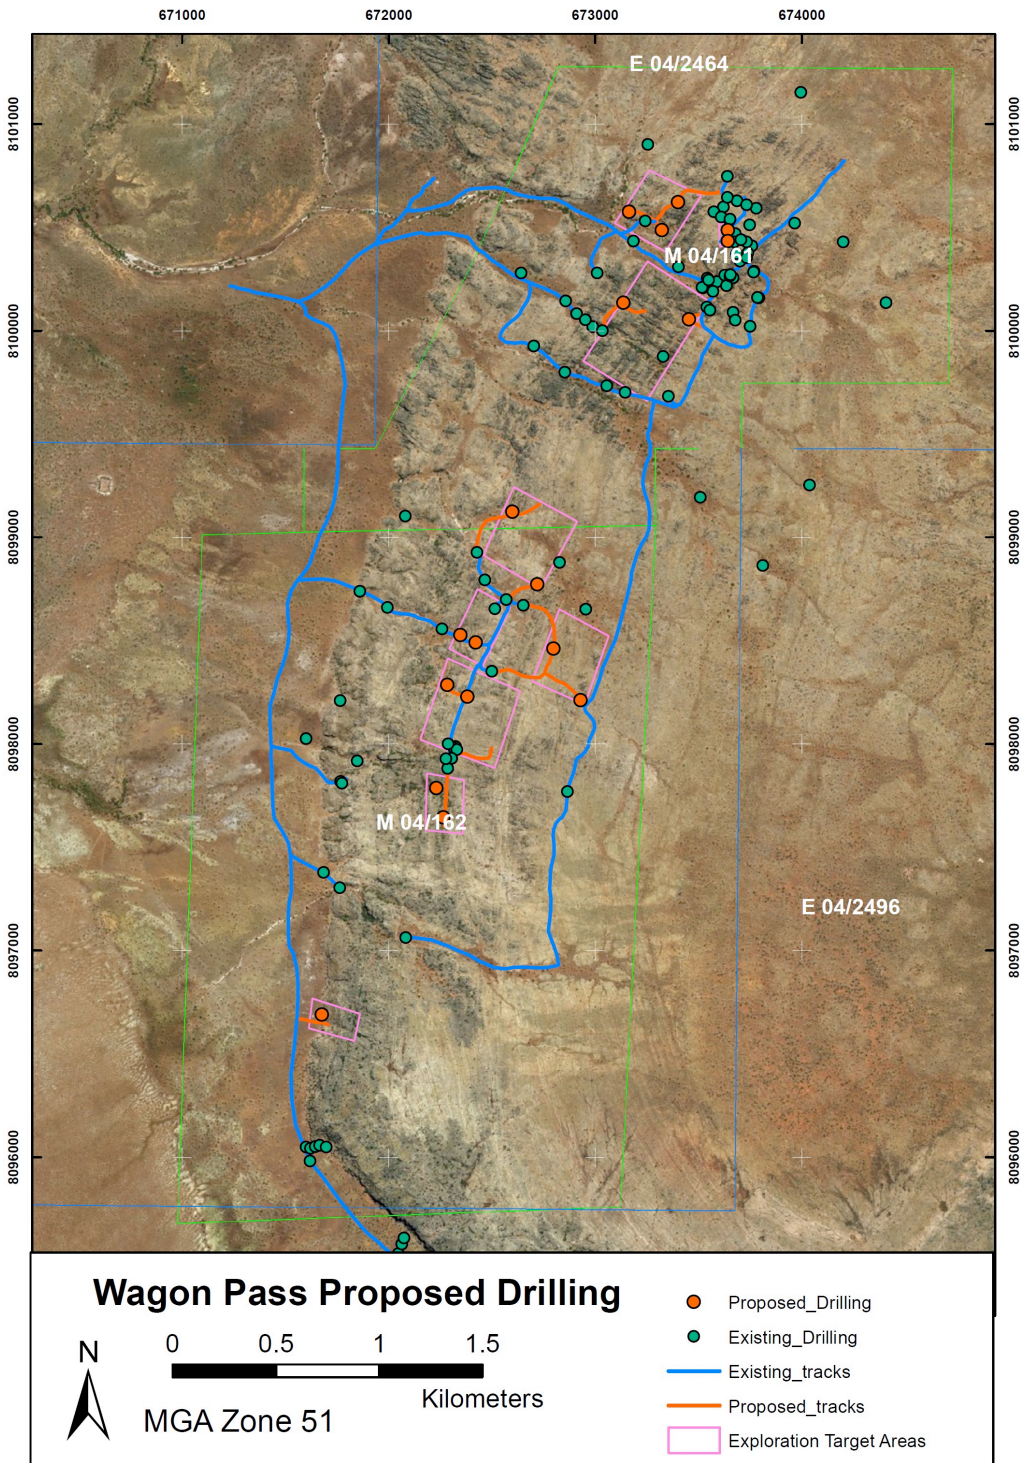 671000 672000 673000 674000
E 04/2464
8101000 8101000
M 04/161
8100000 8100000
8099000 8099000
8098000 8098000
M 04/162
E 04/2496
8097000 8097000
8096000 8096000
Wagon Pass Proposed Drilling
0 0.5 1 1.5
Kilometers
N
MGA Zone 51
Proposed_Drilling
Existing_Drilling
Existing_tracks
Proposed_tracks
Exploration Target Areas